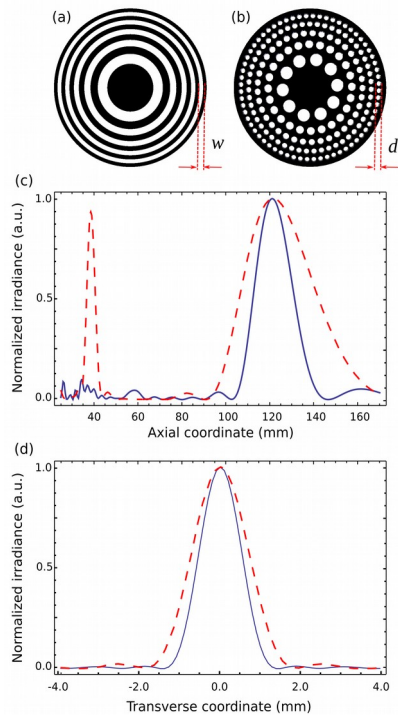 (a)
(b)
w
d
(c)
Normalized irradiance (a.u.)
1.0
0.5
0.0
40 60 80 100 120 140 160
Axial coordinate (mm)
(d)
Normalized irradiance (a.u.)
1.0
0.5
0.0
-4.0 -2.0 0.0 2.0 4.0
Transverse coordinate (mm)